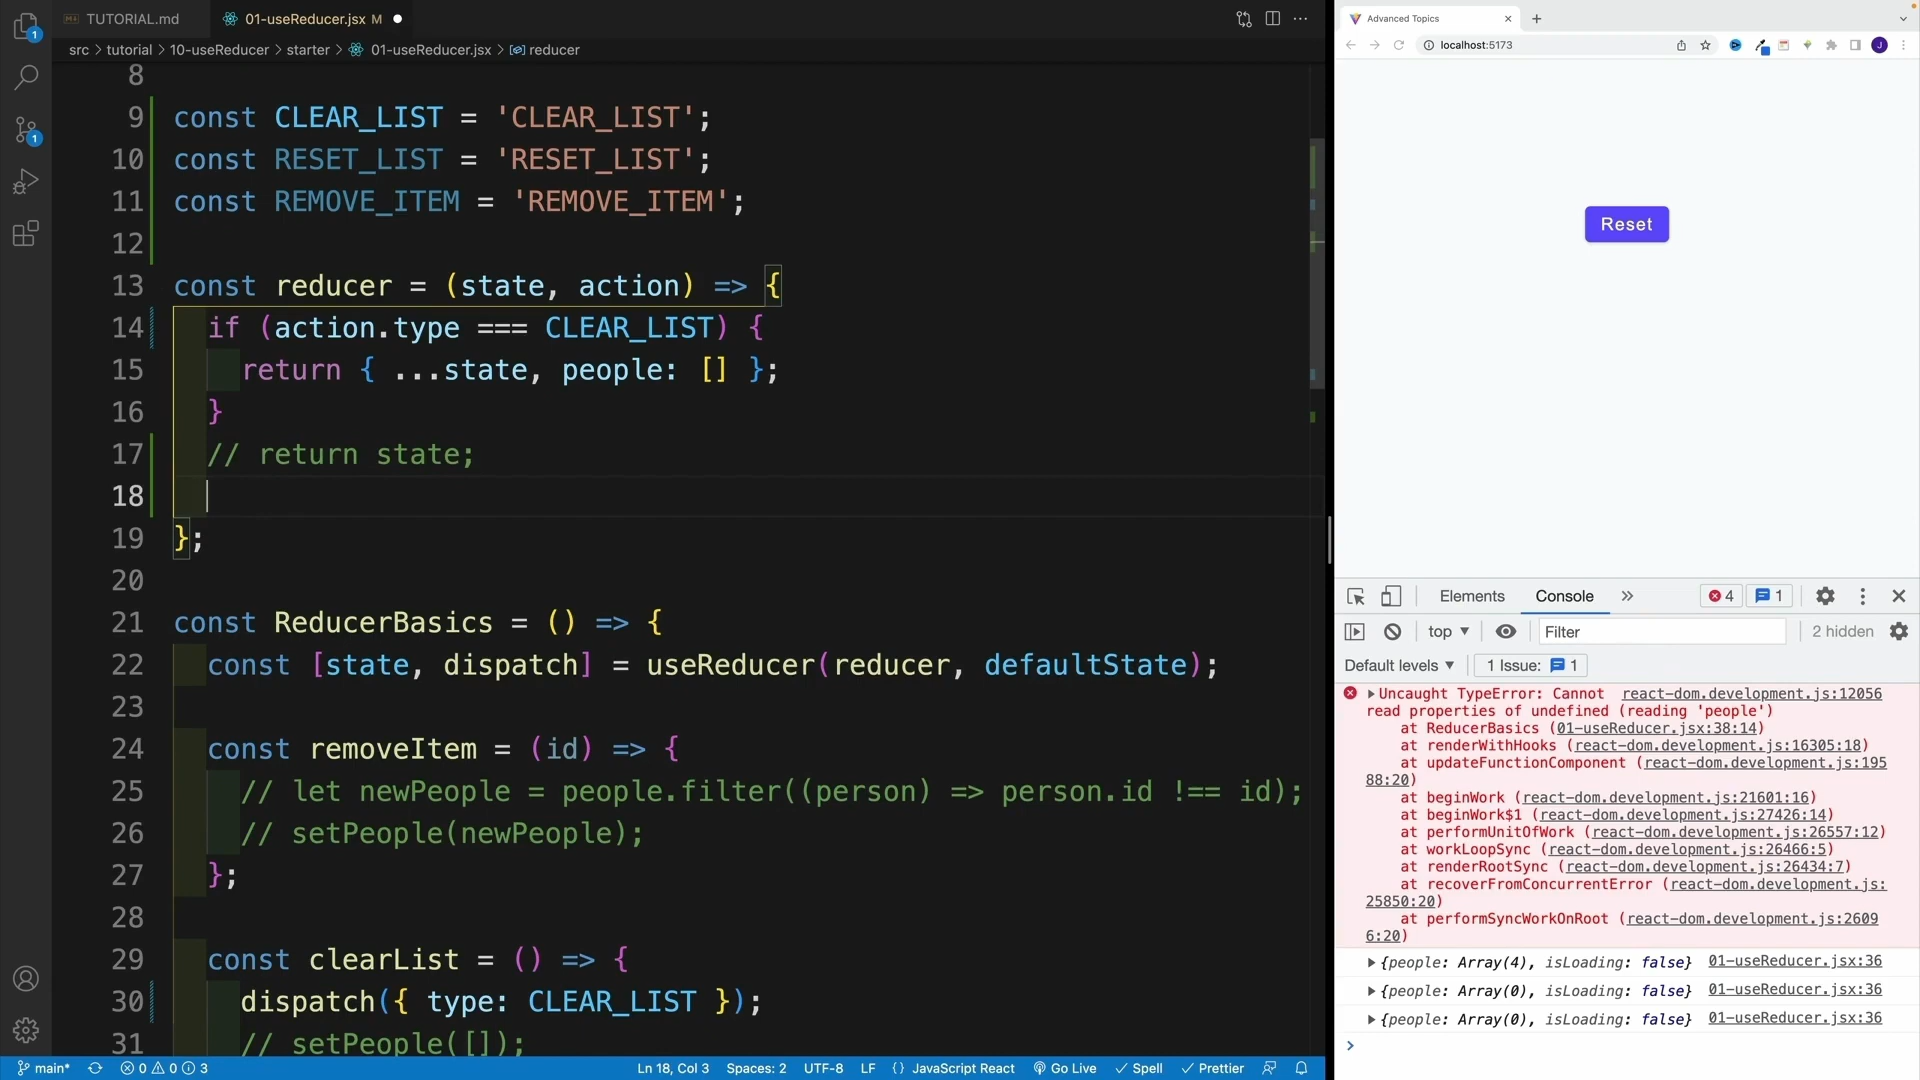 TUTORIAL.md
01-useReducer.jsx M
src > tutorial > 10-useReducer > starter > 01-useReducer.jsx > reducer
8
9 const CLEAR_LIST = 'CLEAR_LIST';
10 const RESET_LIST = 'RESET_LIST';
11 const REMOVE_ITEM = 'REMOVE_ITEM';
12
13 const reducer = (state, action) => {
14 if (action.type === CLEAR_LIST) {
15 return { ...state, people: [] };
16 }
17 // return state;
18
19 };
20
21 const ReducerBasics = () => {
22 const [state, dispatch] = useReducer(reducer, defaultState);
23
24 const removeItem = (id) => {
25 // let newPeople = people.filter((person) => person.id !== id);
26 // setPeople(newPeople);
27 };
28
29 const clearList = () => {
30 dispatch({ type: CLEAR_LIST });
31 // setPeople([]);
1
1
main*
0 0 3
Ln 18, Col 3
Spaces: 2
UTF-8
LF
{} JavaScript React
Go Live
Spell
Prettier
Advanced Topics
localhost:5173
J
Reset
Elements
Console
4
1
top
Filter
2 hidden
Default levels
1 Issue: 1
Uncaught TypeError: Cannot react-dom.development.js:12056
read properties of undefined (reading 'people')
at ReducerBasics (01-useReducer.jsx:38:14)
at renderWithHooks (react-dom.development.js:16305:18)
at updateFunctionComponent (react-dom.development.js:195
88:20)
at beginWork (react-dom.development.js:21601:16)
at beginWork$1 (react-dom.development.js:27426:14)
at performUnitOfWork (react-dom.development.js:26557:12)
at workLoopSync (react-dom.development.js:26466:5)
at renderRootSync (react-dom.development.js:26434:7)
at recoverFromConcurrentError (react-dom.development.js:
25850:20)
at performSyncWorkOnRoot (react-dom.development.js:2609
6:20)
{people: Array(4), isLoading: false} 01-useReducer.jsx:36
{people: Array(0), isLoading: false} 01-useReducer.jsx:36
{people: Array(0), isLoading: false} 01-useReducer.jsx:36